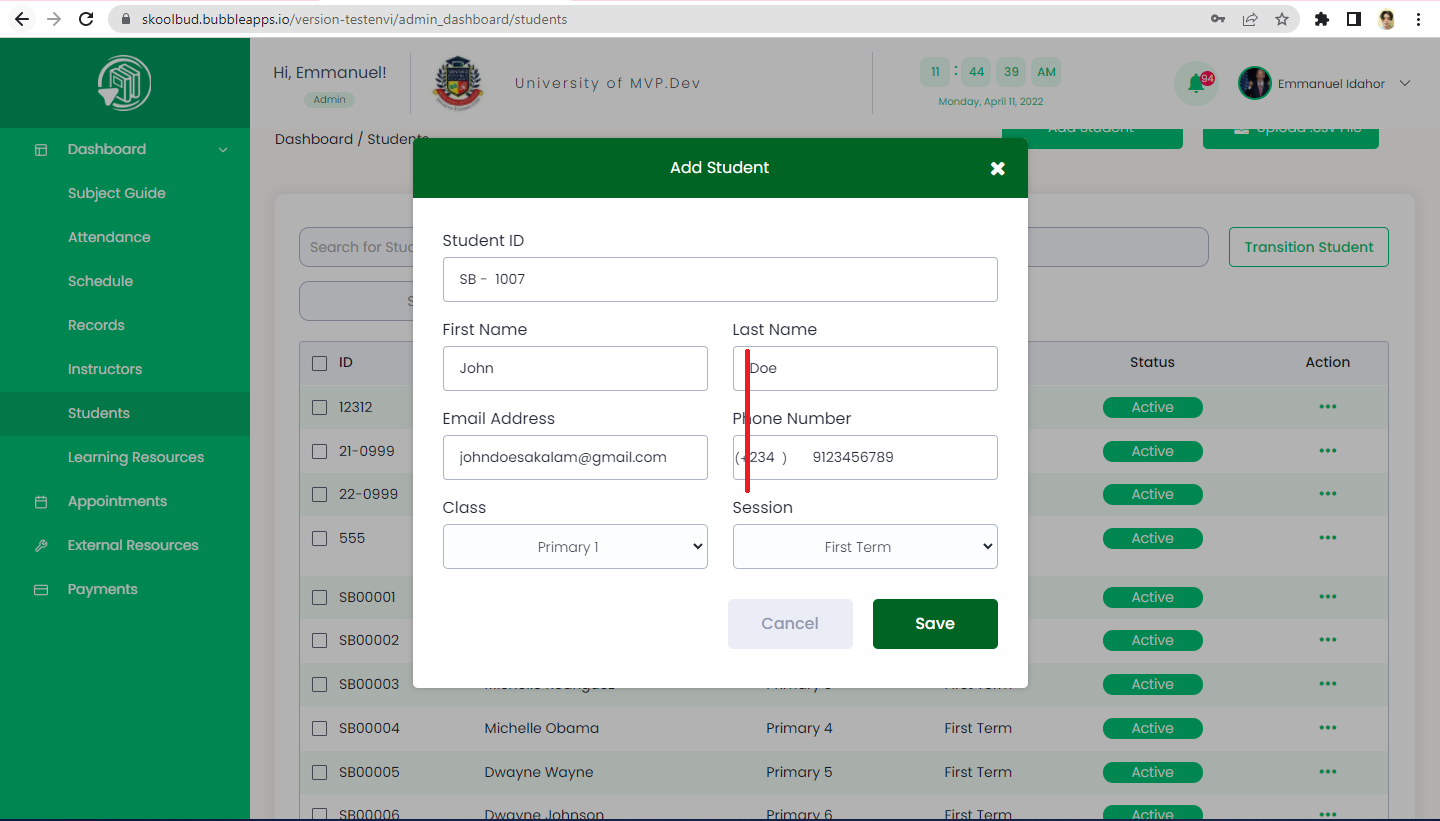 skoolbud.bubbleapps.io/version-testenvi/admin_dashboard/students
Hi, Emmanuel!
Admin
University of MVP.Dev
11 : 44 39 AM
Monday, April 11, 2022
94
Emmanuel Idahor
Dashboard
Subject Guide
Attendance
Schedule
Records
Instructors
Students
Learning Resources
Appointments
External Resources
Payments
Dashboard / Students
Add Student
Upload .csv File
Search for Stu
Transition Student
S
Add Student
Student ID
SB - 1007
First Name
Last Name
John
Doe
Email Address
Phone Number
johndoesakalam@gmail.com
(+234 ) 9123456789
Class
Session
Primary 1
First Term
Cancel
Save
ID
Status
Action
12312
Active
21-0999
Active
22-0999
Active
555
Active
SB00001
Active
SB00002
Active
SB00003
Michelle Rodriguez
Primary 3
First Term
Active
SB00004
Michelle Obama
Primary 4
First Term
Active
SB00005
Dwayne Wayne
Primary 5
First Term
Active
SB00006
Dwayne Johnson
Primary 6
First Term
Active